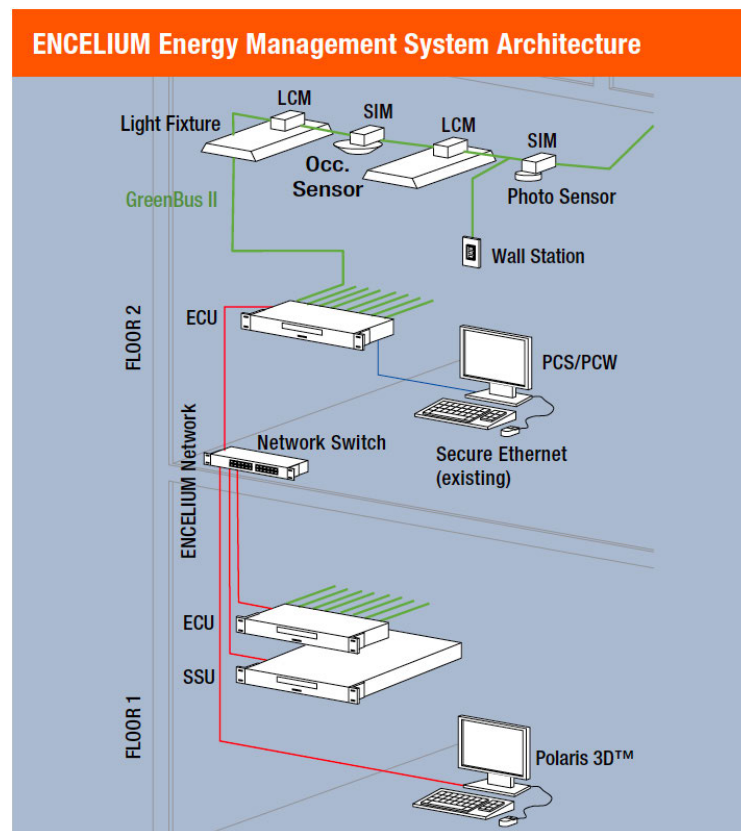 ENCELIUM Energy Management System Architecture
LCM
SIM
Light Fixture
LCM
Occ.
Sensor
SIM
GreenBus II
Photo Sensor
Wall Station
ECU
FLOOR 2
PCS/PCW
Network Switch
Secure Ethernet
(existing)
ENCELIUM Network
ECU
SSU
FLOOR 1
Polaris 3D™